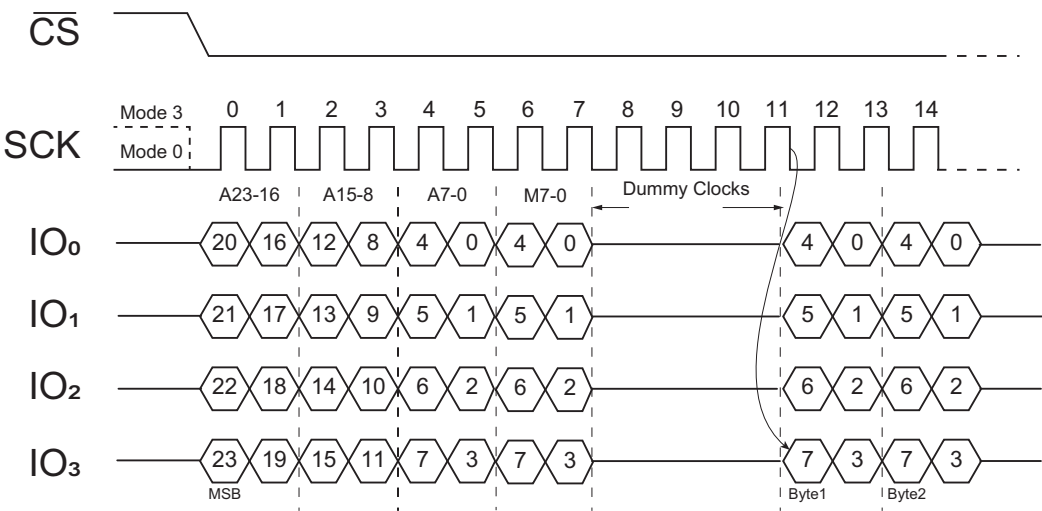 CS
Mode 3 0 1 2 3 4 5 6 7 8 9 10 11 12 13 14
SCK Mode 0
A23-16 A15-8 A7-0 M7-0 Dummy Clocks
IO₀ 20 16 12 8 4 0 4 0 4 0 4 0
IO₁ 21 17 13 9 5 1 5 1 5 1 5 1
IO₂ 22 18 14 10 6 2 6 2 6 2 6 2
IO₃ 23 19 15 11 7 3 7 3 7 3 7 3
MSB Byte1 Byte2